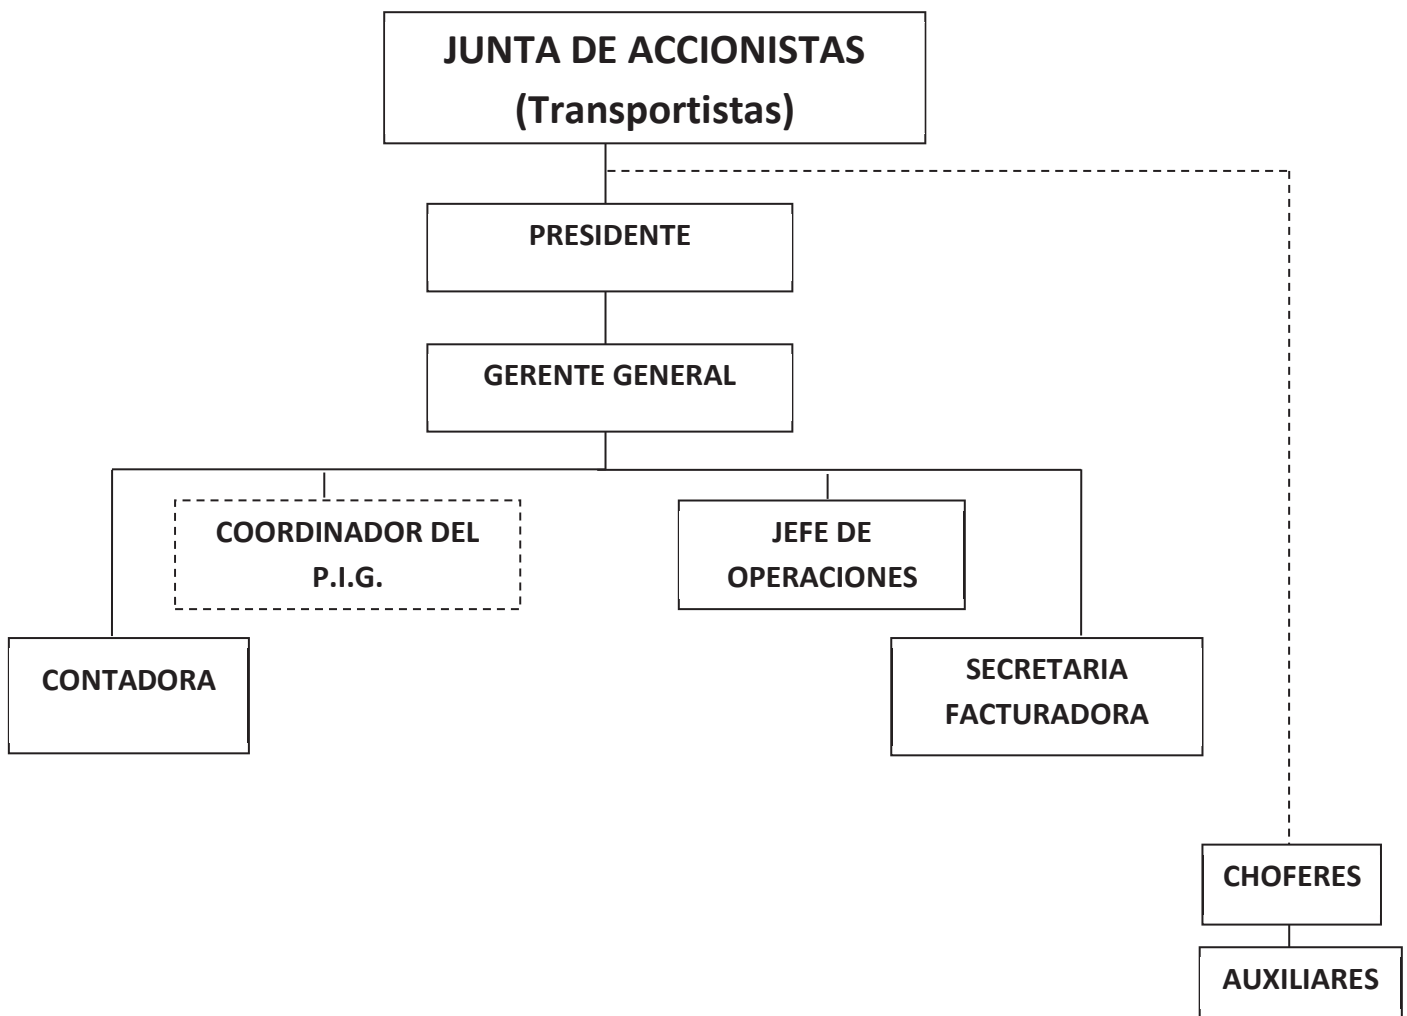 JUNTA DE ACCIONISTAS
(Transportistas)
PRESIDENTE
GERENTE GENERAL
COORDINADOR DEL
P.I.G.
JEFE DE
OPERACIONES
CONTADORA
SECRETARIA
FACTURADORA
CHOFERES
AUXILIARES